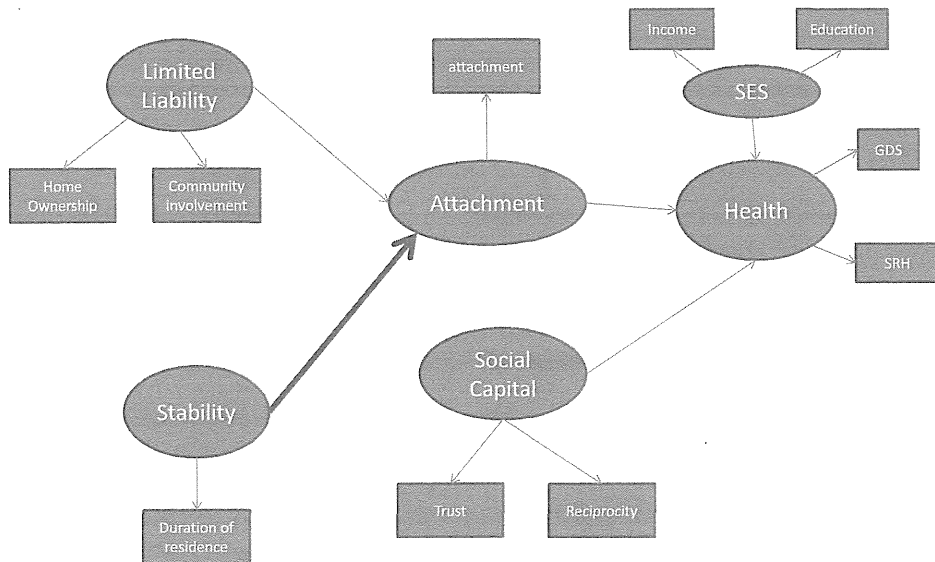 Income
Education
Limited
Liability
attachment
SES
GDS
Home
Ownership
Community
involvement
Attachment
Health
SRH
Social
Capital
Stability
Trust
Reciprocity
Duration of
residence